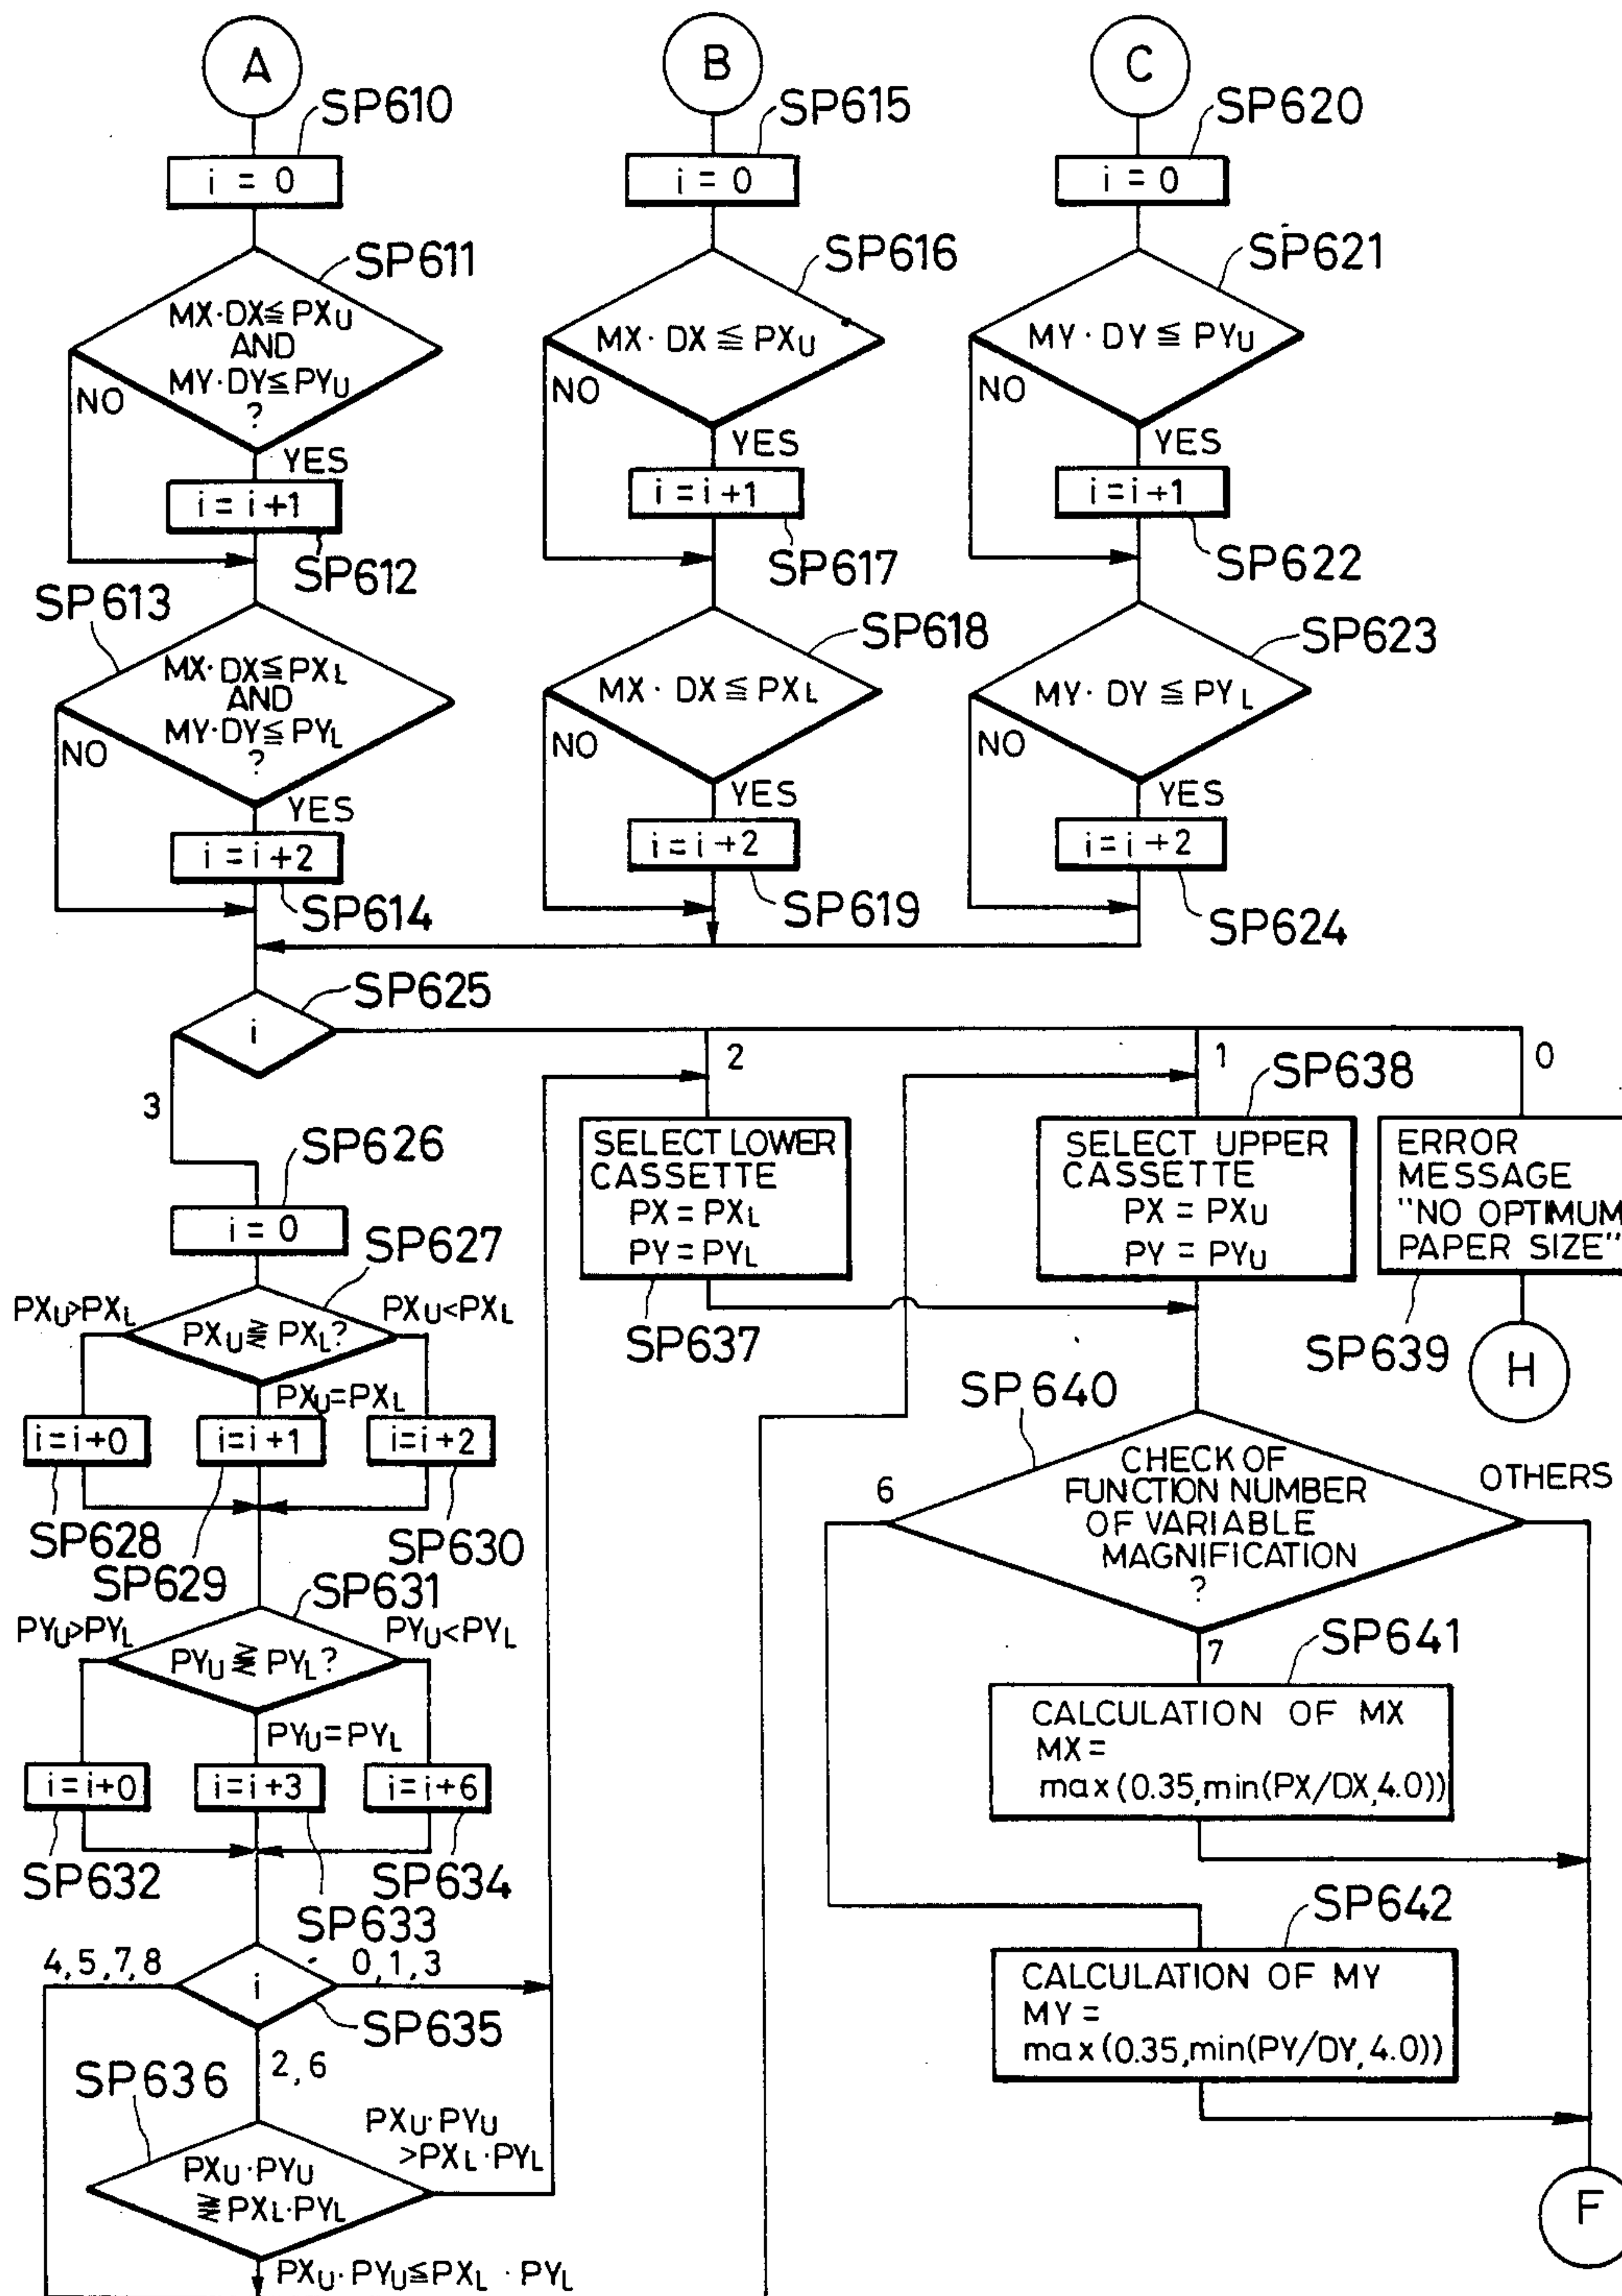 A
B
C
SP610
SP615
SP620
i = 0
i = 0
i = 0
SP611
SP616
SP621
MX·DX≦PXU
AND
MY·DY≦PYU
?
MX·DX≦PXU
MY·DY≦PYU
NO
NO
NO
YES
YES
YES
i=i+1
i=i+1
i=i+1
SP612
SP617
SP622
SP613
SP618
SP623
MX·DX≦PXL
AND
MY·DY≦PYL
?
MX·DX≦PXL
MY·DY≦PYL
NO
NO
NO
YES
YES
YES
i=i+2
i=i+2
i=i+2
SP614
SP619
SP624
SP625
i
3
2
1
0
SP638
SELECT LOWER
CASSETTE
PX=PXL
PY=PYL
SELECT UPPER
CASSETTE
PX=PXU
PY=PYU
ERROR
MESSAGE
"NO OPTIMUM
PAPER SIZE"
SP637
SP639
H
SP626
i = 0
SP627
PXU>PXL
PXU⋛PXL?
PXU<PXL
PXU=PXL
i=i+0
i=i+1
i=i+2
SP628
SP629
SP630
SP631
PYU>PYL
PYU⋛PYL?
PYU<PYL
PYU=PYL
i=i+0
i=i+3
i=i+6
SP632
SP633
SP634
4,5,7,8
i
0,1,3
SP635
2,6
SP636
PXU·PYU
>PXL·PYL
PXU·PYU
⋛PXL·PYL
PXU·PYU≦PXL·PYL
SP640
6
CHECK OF
FUNCTION NUMBER
OF VARIABLE
MAGNIFICATION
?
OTHERS
7
SP641
CALCULATION OF MX
MX=
max(0.35,min(PX/DX,4.0))
SP642
CALCULATION OF MY
MY=
max(0.35,min(PY/DY,4.0))
F